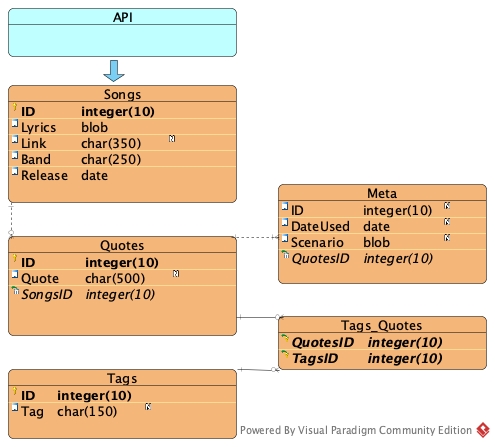 API
Songs
ID integer(10)
Lyrics blob
Link char(350) N
Band char(250)
Release date
Meta
ID integer(10) N
DateUsed date N
Scenario blob N
QuotesID integer(10)
Quotes
ID integer(10)
Quote char(500) N
SongsID integer(10)
Tags_Quotes
QuotesID integer(10)
TagsID integer(10)
Tags
ID integer(10)
Tag char(150) N
Powered By Visual Paradigm Community Edition